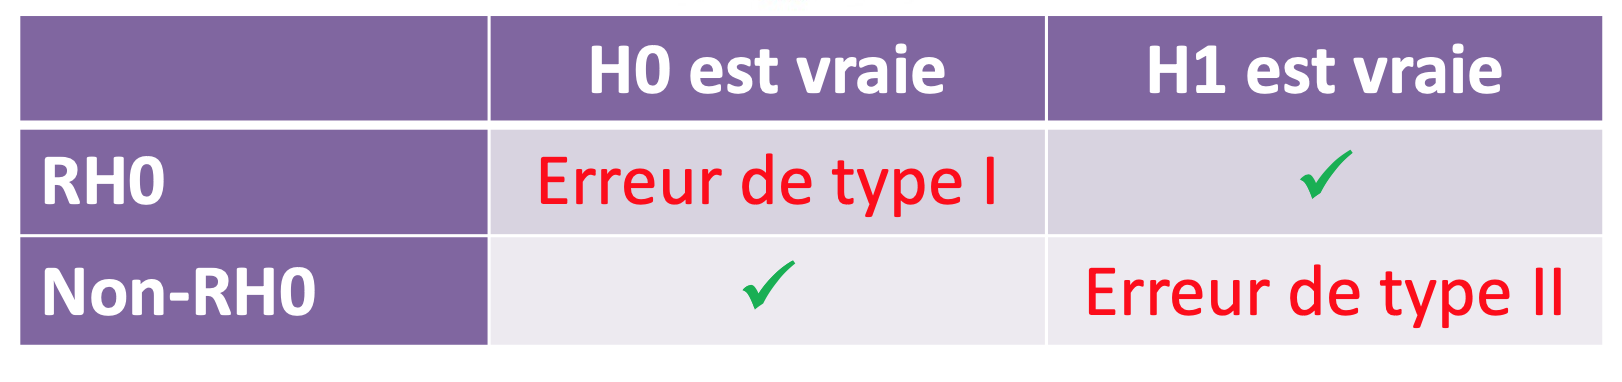 H0 est vraie H1 est vraie
RH0 Erreur de type I ✓
Non-RH0 ✓ Erreur de type II